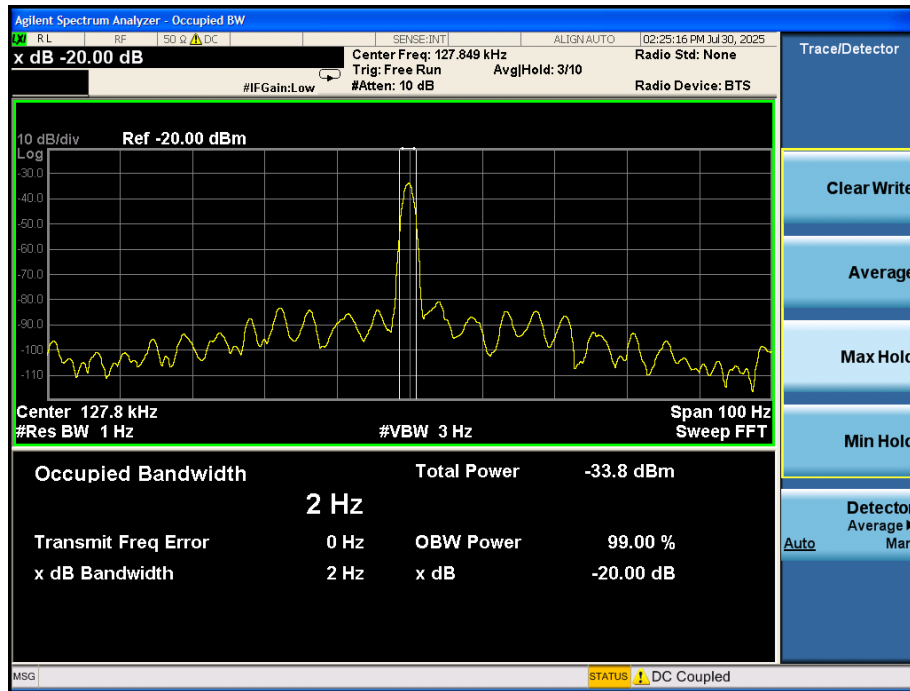 Agilent Spectrum Analyzer - Occupied BW
LXI RL RF 50 Ω DC SENSE:INT ALIGN AUTO 02:25:16 PM Jul 30, 2025
x dB -20.00 dB
Center Freq: 127.849 kHz
Radio Std: None
Trig: Free Run Avg|Hold: 3/10
#IFGain:Low
#Atten: 10 dB
Radio Device: BTS
10 dB/div Ref -20.00 dBm
Log
-30.0
-40.0
-50.0
-60.0
-70.0
-80.0
-90.0
-100
-110
Center 127.8 kHz Span 100 Hz
#Res BW 1 Hz #VBW 3 Hz Sweep FFT
Occupied Bandwidth Total Power -33.8 dBm
2 Hz
Transmit Freq Error 0 Hz OBW Power 99.00 %
x dB Bandwidth 2 Hz x dB -20.00 dB
MSG STATUS DC Coupled
Trace/Detector
Clear Write
Average
Max Hold
Min Hold
Detector
Average
Auto Man